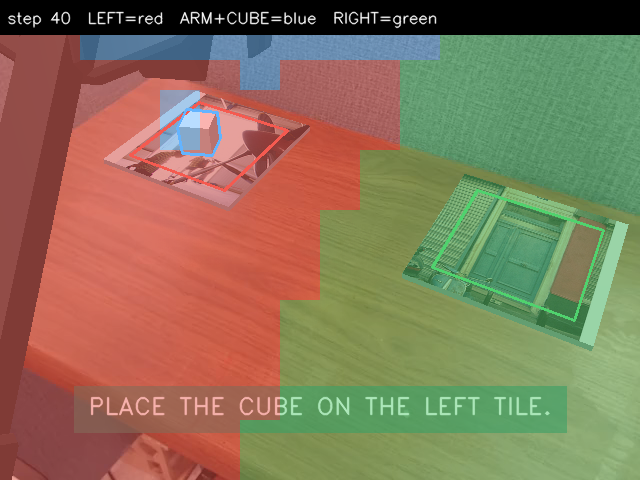 step 40 LEFT=red ARM+CUBE=blue RIGHT=green
PLACE THE CUBE ON THE LEFT TILE.